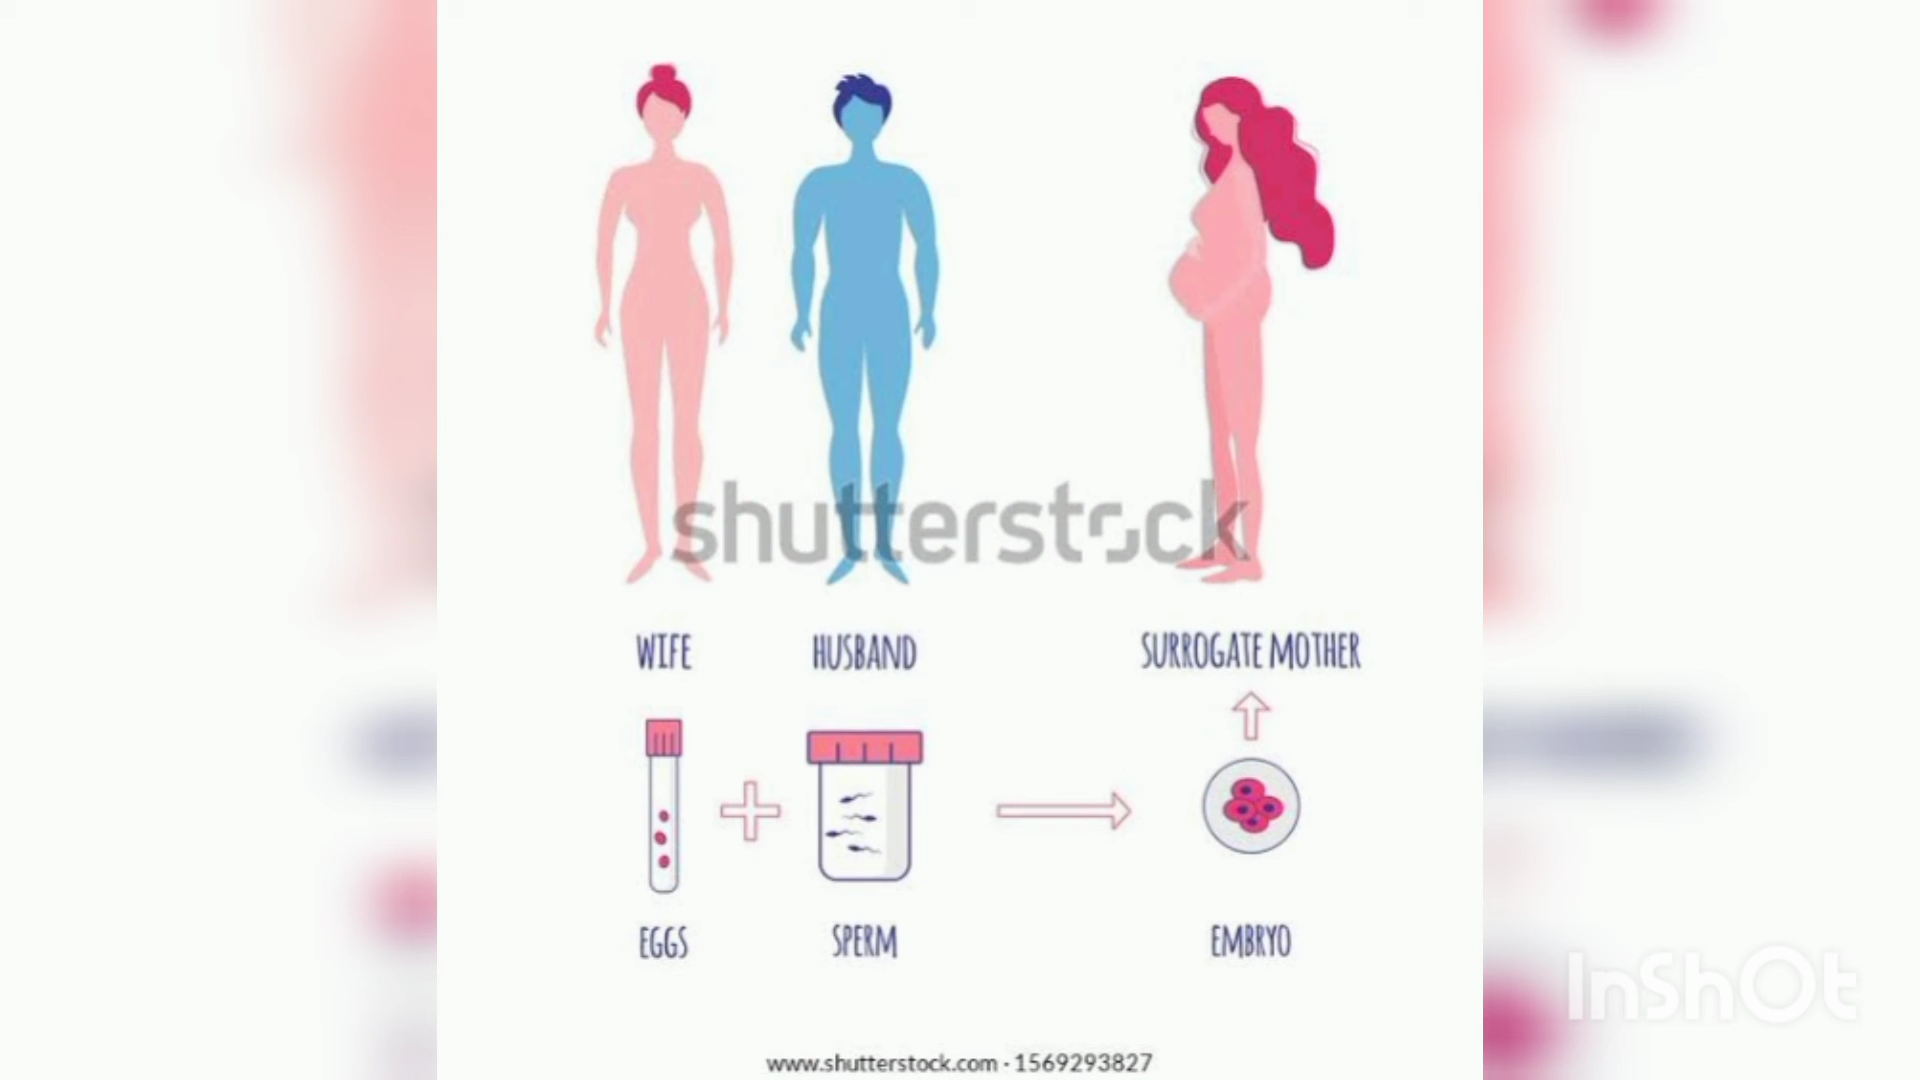 shutterstock
WIFE
HUSBAND
SURROGATE MOTHER
EGGS
SPERM
EMBRYO
InShOt
www.shutterstock.com · 1569293827